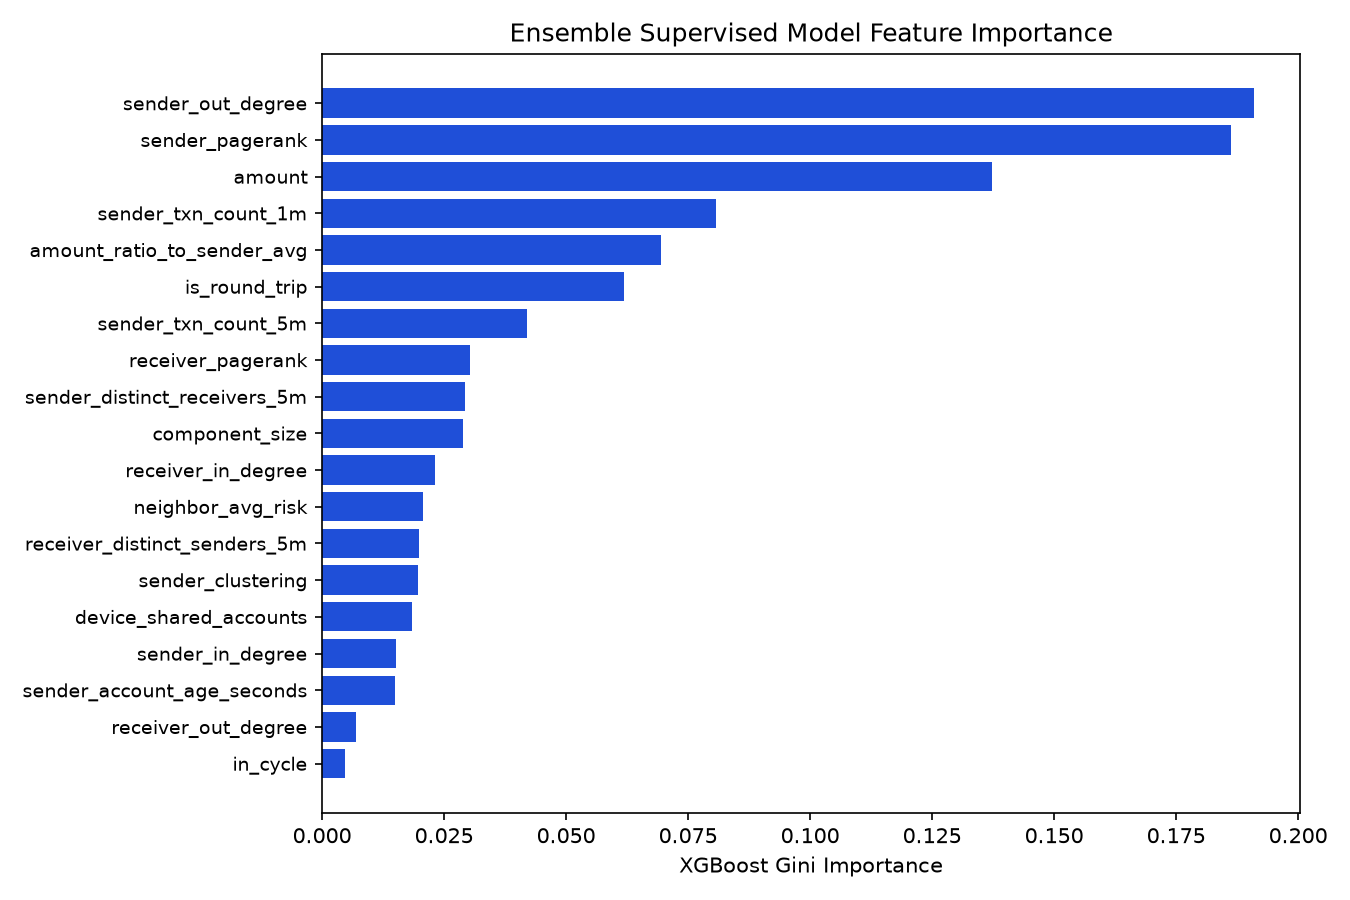 Ensemble Supervised Model Feature Importance
sender_out_degree
sender_pagerank
amount
sender_txn_count_1m
amount_ratio_to_sender_avg
is_round_trip
sender_txn_count_5m
receiver_pagerank
sender_distinct_receivers_5m
component_size
receiver_in_degree
neighbor_avg_risk
receiver_distinct_senders_5m
sender_clustering
device_shared_accounts
sender_in_degree
sender_account_age_seconds
receiver_out_degree
in_cycle
0.000 0.025 0.050 0.075 0.100 0.125 0.150 0.175 0.200
XGBoost Gini Importance